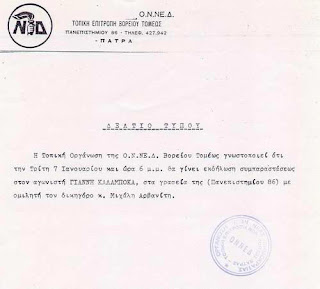 Ο.Ν.ΝΕ.Δ.
ΝΔ
ΤΟΠΙΚΗ ΕΠΙΤΡΟΠΗ ΒΟΡΕΙΟΥ ΤΟΜΕΩΣ
ΠΑΝΕΠΙΣΤΗΜΙΟΥ 86 - ΤΗΛΕΦ. 427.942
- ΠΑΤΡΑ -
ΔΕΛΤΙΟ ΤΥΠΟΥ
Η Τοπική Οργάνωση της Ο.ΝΝΕ.Δ. Βορείου Τομέως γνωστοποιεί ότι
την Τρίτη 7 Ιανουαρίου και ώρα 6 μ.μ. θα γίνει εκδήλωση συμπαραστάσεως
στον αγωνιστή ΓΙΑΝΝΗ ΚΑΛΑΜΠΟΚΑ, στα γραφεία της (Πανεπιστημίου 86) με
ομιλητή τον δικηγόρο κ. Μιχάλη Αρβανίτη.